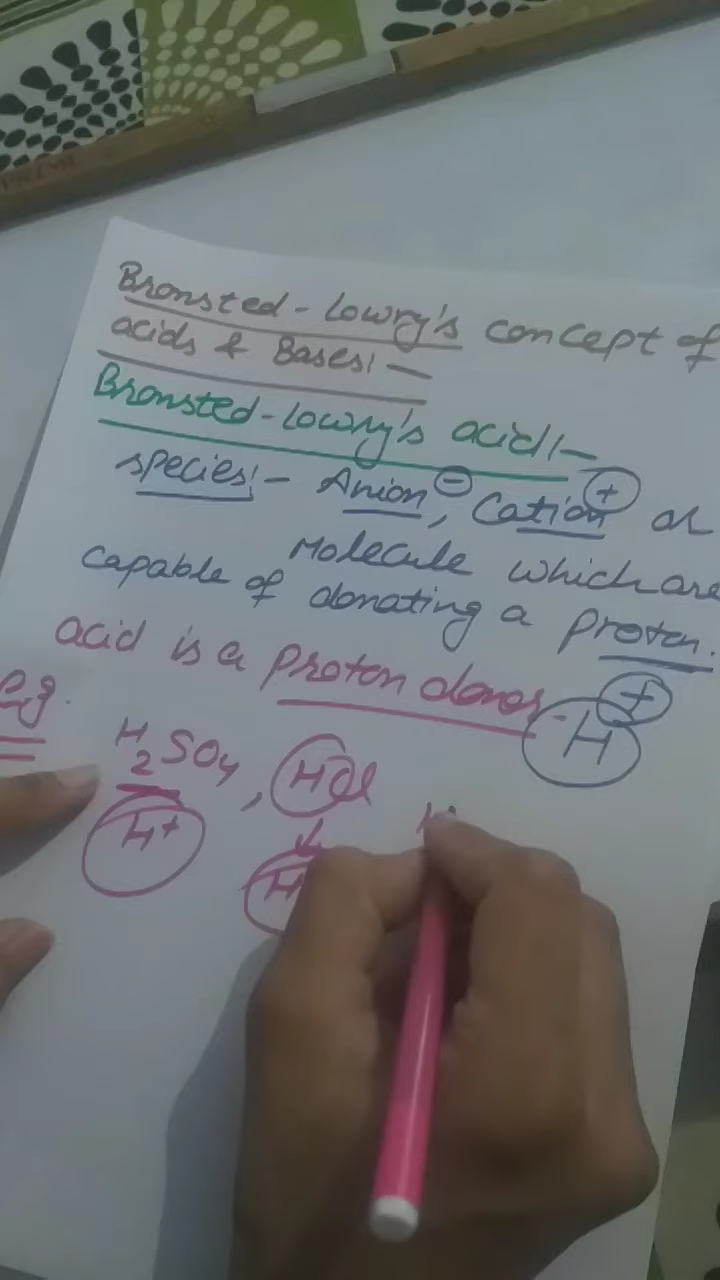 Bronsted-Lowry's concept of
acids & Bases:-
Bronsted-Lowry's acid:-
species:- Anion ⊖, Cation ⊕ or
Molecule which are
capable of donating a proton.
acid is a proton donor.
H+
eg.
H2SO4, HCl
H+ H